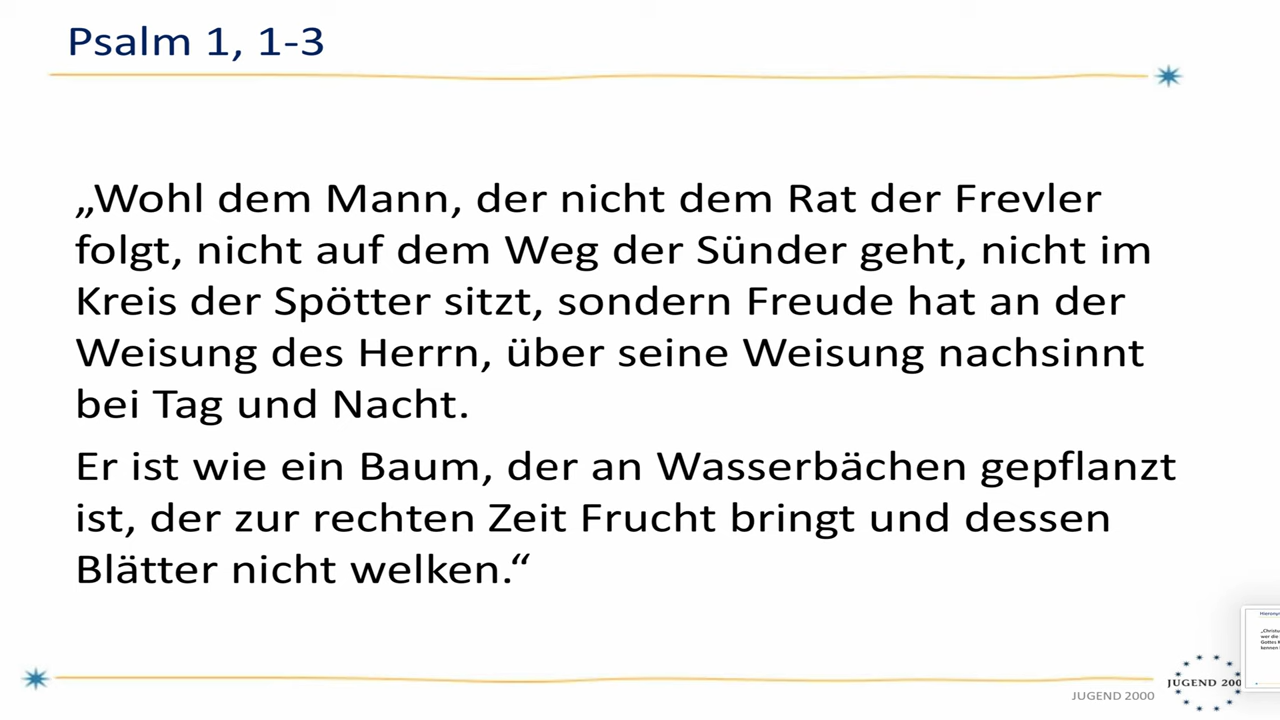 Psalm 1, 1-3
„Wohl dem Mann, der nicht dem Rat der Frevler
folgt, nicht auf dem Weg der Sünder geht, nicht im
Kreis der Spötter sitzt, sondern Freude hat an der
Weisung des Herrn, über seine Weisung nachsinnt
bei Tag und Nacht.
Er ist wie ein Baum, der an Wasserbächen gepflanzt
ist, der zur rechten Zeit Frucht bringt und dessen
Blätter nicht welken.“
JUGEND 2000
JUGEND 200